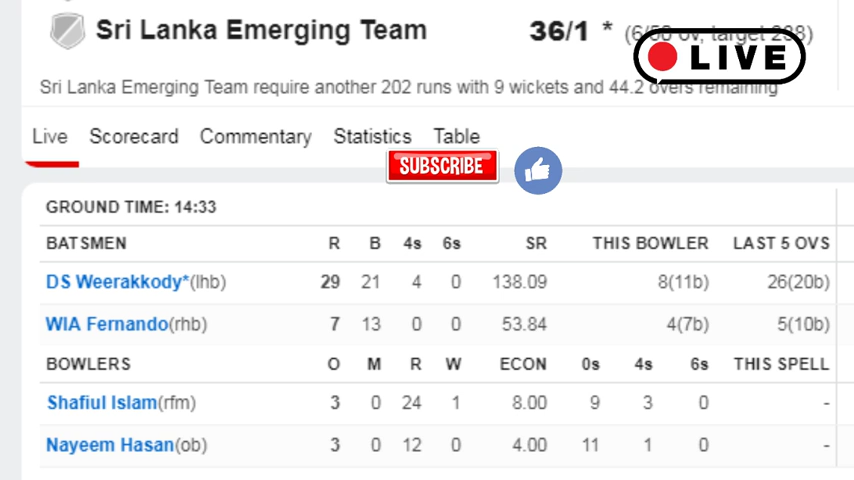 Sri Lanka Emerging Team 36/1 * (6/50 ov, target 238)
LIVE
Sri Lanka Emerging Team require another 202 runs with 9 wickets and 44.2 overs remaining
Live Scorecard Commentary Statistics Table
SUBSCRIBE
GROUND TIME: 14:33
BATSMEN R B 4s 6s SR THIS BOWLER LAST 5 OVS
DS Weerakkody*(lhb) 29 21 4 0 138.09 8(11b) 26(20b)
WIA Fernando(rhb) 7 13 0 0 53.84 4(7b) 5(10b)
BOWLERS O M R W ECON 0s 4s 6s THIS SPELL
Shafiul Islam(rfm) 3 0 24 1 8.00 9 3 0 -
Nayeem Hasan(ob) 3 0 12 0 4.00 11 1 0 -